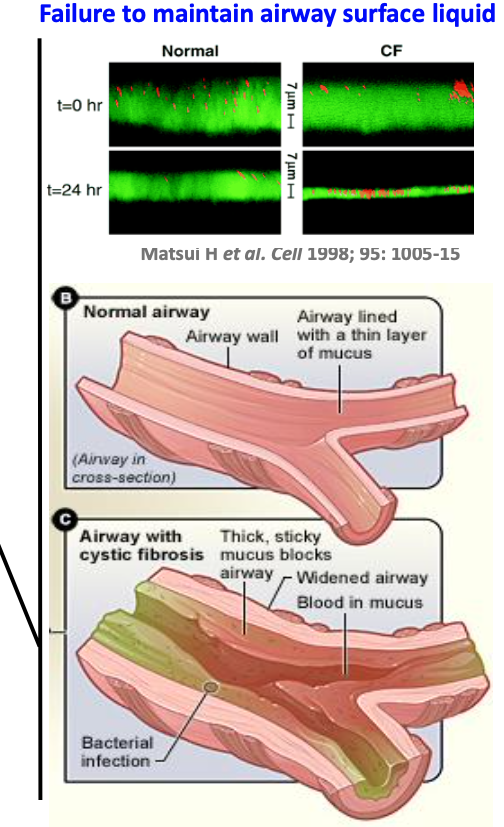 Failure to maintain airway surface liquid
Normal
CF
t=0 hr
7 µm
t=24 hr
7 µm
Matsui H et al. Cell 1998; 95: 1005-15
B
Normal airway
Airway wall
Airway lined
with a thin layer
of mucus
(Airway in
cross-section)
C
Airway with
cystic fibrosis
Thick, sticky
mucus blocks
airway
Widened airway
Blood in mucus
Bacterial
infection